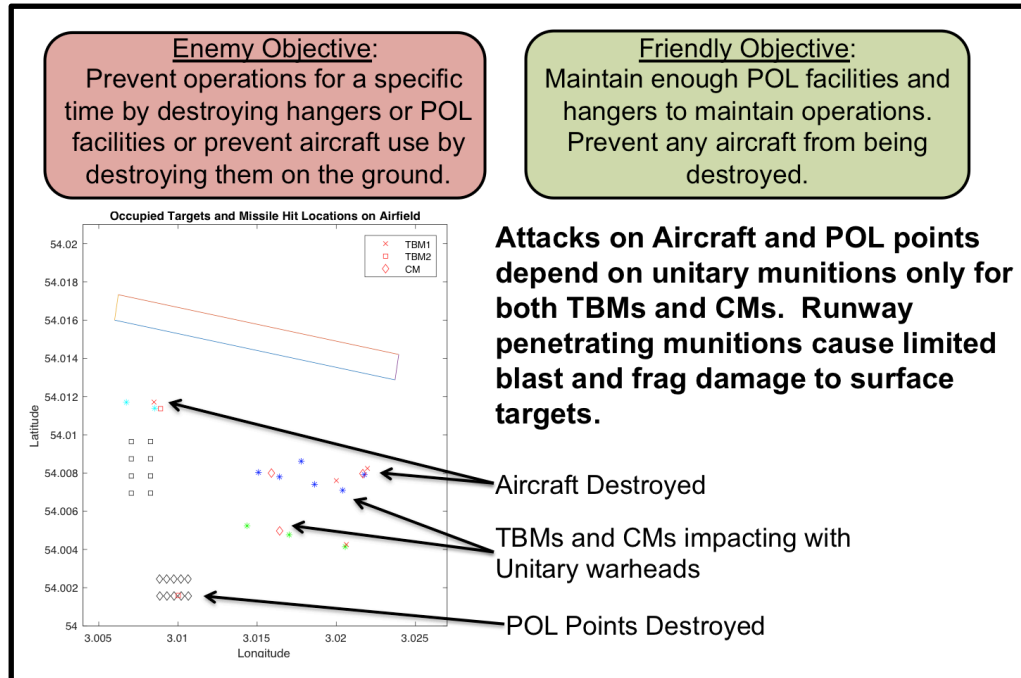 Enemy Objective:
Prevent operations for a specific
time by destroying hangers or POL
facilities or prevent aircraft use by
destroying them on the ground.
Friendly Objective:
Maintain enough POL facilities and
hangers to maintain operations.
Prevent any aircraft from being
destroyed.
Occupied Targets and Missile Hit Locations on Airfield
TBM1
TBM2
CM
54.02
54.018
54.016
54.014
54.012
54.01
54.008
54.006
54.004
54.002
54
Latitude
3.005
3.01
3.015
3.02
3.025
Longitude
Attacks on Aircraft and POL points
depend on unitary munitions only for
both TBMs and CMs. Runway
penetrating munitions cause limited
blast and frag damage to surface
targets.
Aircraft Destroyed
TBMs and CMs impacting with
Unitary warheads
POL Points Destroyed